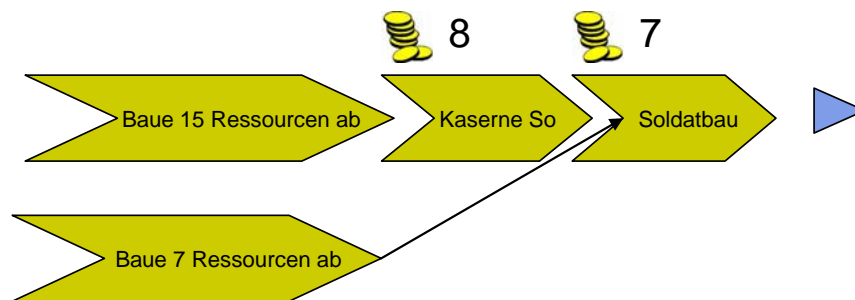 8
7
Baue 15 Ressourcen ab
Kaserne So
Soldatbau
Baue 7 Ressourcen ab